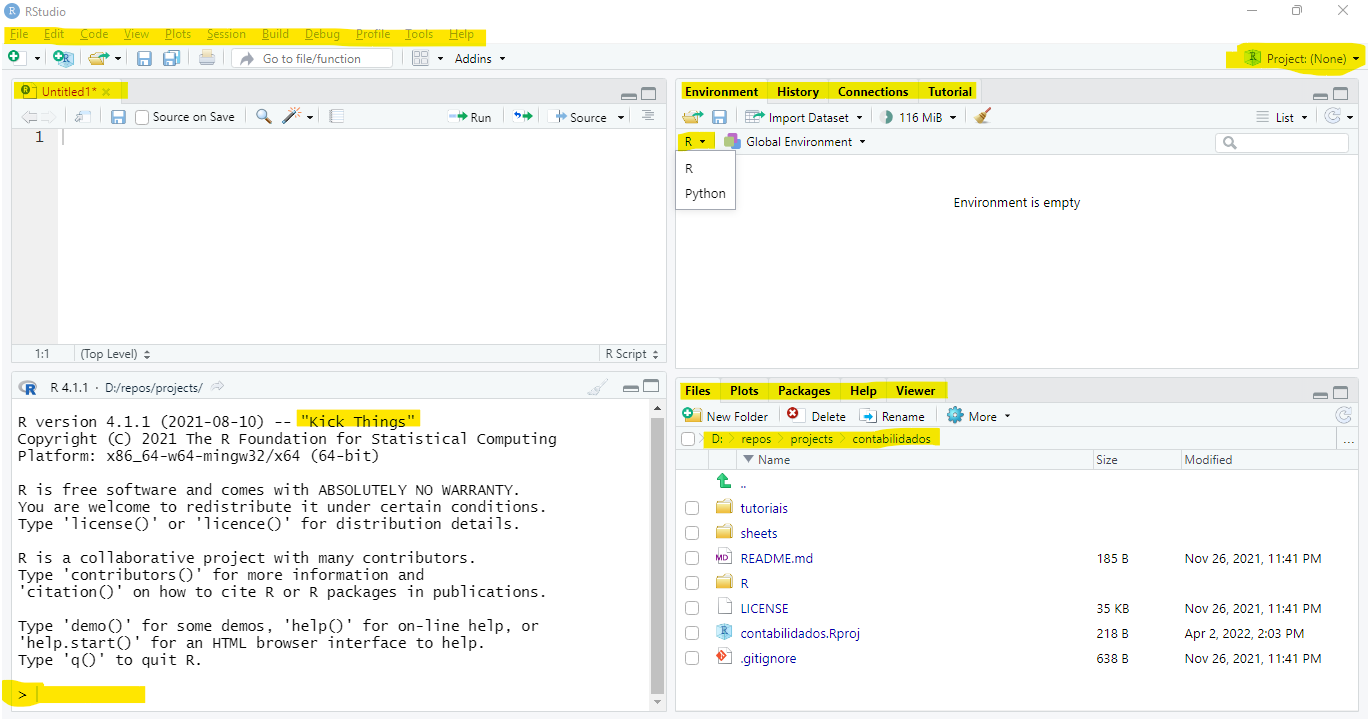 RStudio
File Edit Code View Plots Session Build Debug Profile Tools Help
Go to file/function Addins Project: (None)
Untitled1*
Source on Save Run Source
1
1:1 (Top Level) R Script
R 4.1.1 · D:/repos/projects/
R version 4.1.1 (2021-08-10) -- "Kick Things"
Copyright (C) 2021 The R Foundation for Statistical Computing
Platform: x86_64-w64-mingw32/x64 (64-bit)
R is free software and comes with ABSOLUTELY NO WARRANTY.
You are welcome to redistribute it under certain conditions.
Type 'license()' or 'licence()' for distribution details.
R is a collaborative project with many contributors.
Type 'contributors()' for more information and
'citation()' on how to cite R or R packages in publications.
Type 'demo()' for some demos, 'help()' for on-line help, or
'help.start()' for an HTML browser interface to help.
Type 'q()' to quit R.
>
Environment History Connections Tutorial
Import Dataset 116 MiB List
R Global Environment
R
Python
Environment is empty
Files Plots Packages Help Viewer
New Folder Delete Rename More
D: repos projects contabilidados ...
Name Size Modified
..
tutoriais
sheets
README.md 185 B Nov 26, 2021, 11:41 PM
R
LICENSE 35 KB Nov 26, 2021, 11:41 PM
contabilidados.Rproj 218 B Apr 2, 2022, 2:03 PM
.gitignore 638 B Nov 26, 2021, 11:41 PM